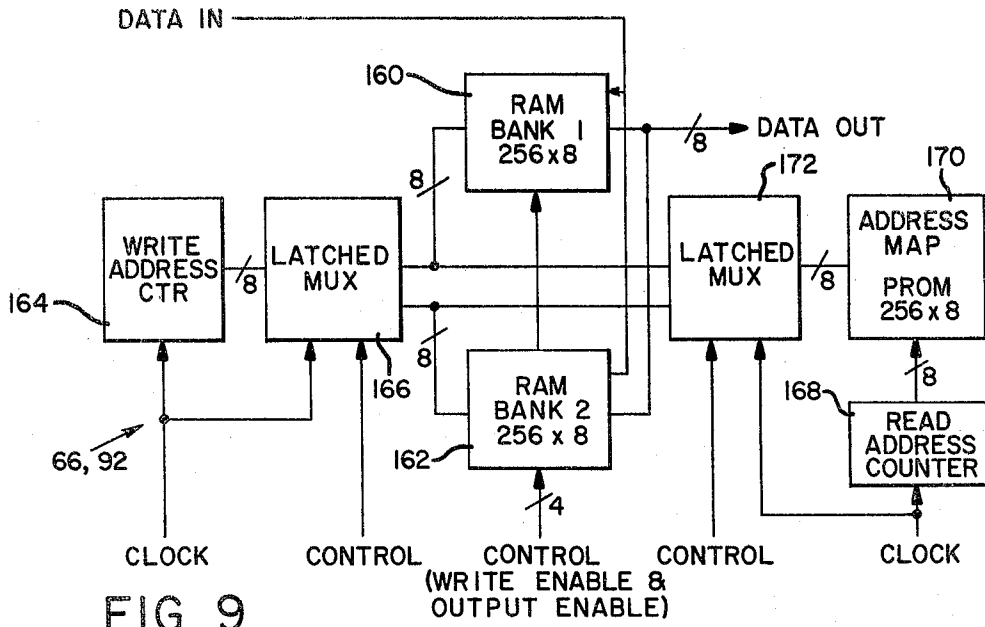 DATA IN
160
RAM
BANK 1
256 x 8
8
DATA OUT
172
170
8
WRITE
ADDRESS
CTR
164
8
LATCHED
MUX
166
8
LATCHED
MUX
8
ADDRESS
MAP
PROM
256 x 8
RAM
BANK 2
256 x 8
162
8
168
READ
ADDRESS
COUNTER
66, 92
4
CLOCK
CONTROL
CONTROL
(WRITE ENABLE &
OUTPUT ENABLE)
CONTROL
CLOCK
FIG 9